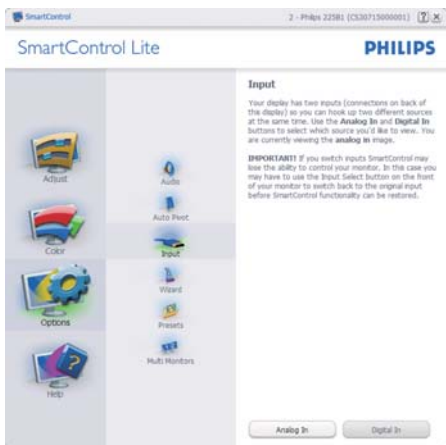 SmartControl
2 - Philips 225B1 (CS30715000001)
SmartControl Lite
PHILIPS
Adjust
Color
Options
Help
Audio
Auto Pivot
Input
Wizard
Presets
Multi Monitors
Input
Your display has two inputs (connections on back of
the display) so you can hook up two different sources
at the same time. Use the Analog In and Digital In
buttons to select which source you'd like to view. You
are currently viewing the analog in image.
IMPORTANT! If you switch inputs SmartControl may
lose the ability to control your monitor. In this case you
may have to use the Input Select button on the front
of your monitor to switch back to the original input
before SmartControl functionality can be restored.
Analog In
Digital In